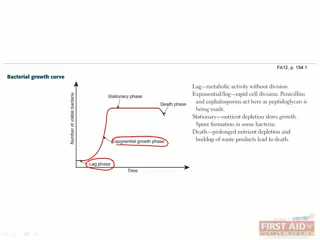 FA12, p. 154.1
Bacterial growth curve
Number of viable bacteria
Stationary phase
Death phase
Exponential growth phase
Lag phase
Time
Lag—metabolic activity without division.
Exponential/log—rapid cell division. Penicillins
and cephalosporins act here as peptidoglycan is
being made.
Stationary—nutrient depletion slows growth.
Spore formation in some bacteria.
Death—prolonged nutrient depletion and
buildup of waste products lead to death.
FIRST AID